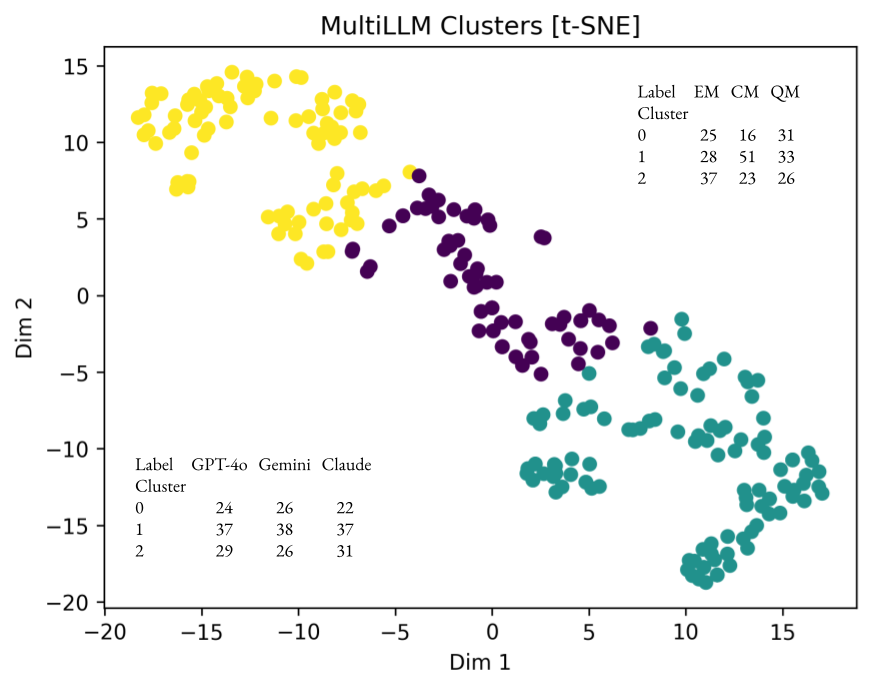 MultiLLM Clusters [t-SNE]
15
10
5
0
−5
−10
−15
−20
Dim 2
Label EM CM QM
Cluster
0 25 16 31
1 28 51 33
2 37 23 26
Label GPT-4o Gemini Claude
Cluster
0 24 26 22
1 37 38 37
2 29 26 31
−20 −15 −10 −5 0 5 10 15
Dim 1